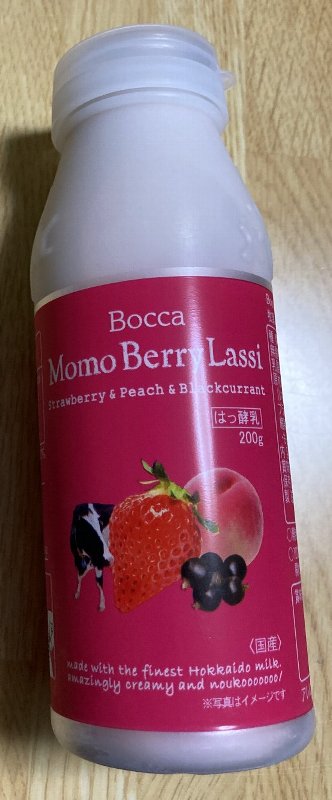 Bocca
Momo Berry Lassi
Strawberry & Peach & Blackcurrant
はっ酵乳
200g
〈国産〉
made with the finest Hokkaido milk.
amazingly creamy and noukooooooo!
※写真はイメージです